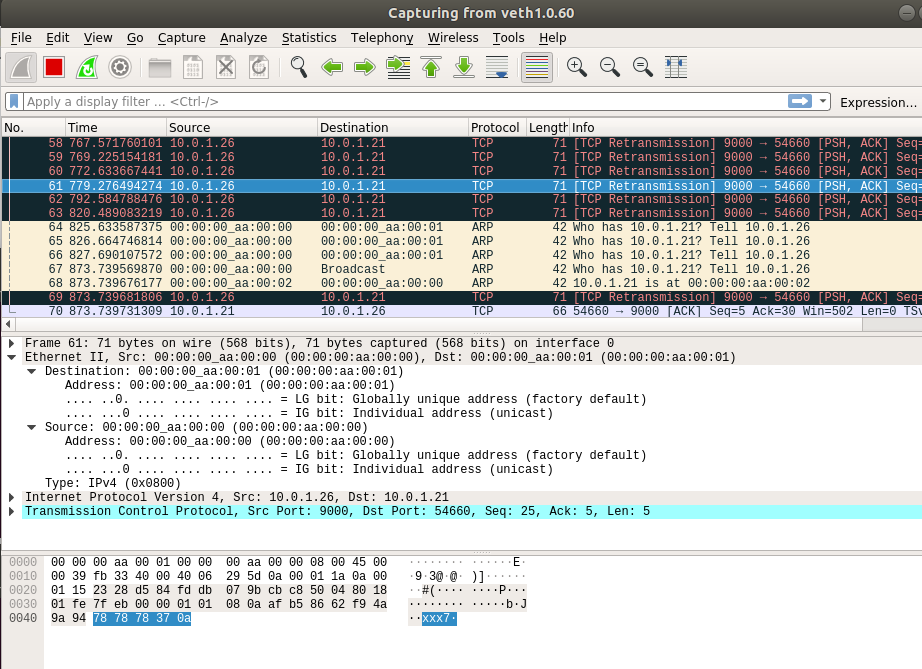 Capturing from veth1.0.60
File Edit View Go Capture Analyze Statistics Telephony Wireless Tools Help
Apply a display filter ... <Ctrl-/> Expression...
No. Time Source Destination Protocol Length Info
58 767.571760101 10.0.1.26 10.0.1.21 TCP 71 [TCP Retransmission] 9000 → 54660 [PSH, ACK] Seq=
59 769.225154181 10.0.1.26 10.0.1.21 TCP 71 [TCP Retransmission] 9000 → 54660 [PSH, ACK] Seq=
60 772.633667441 10.0.1.26 10.0.1.21 TCP 71 [TCP Retransmission] 9000 → 54660 [PSH, ACK] Seq=
61 779.276494274 10.0.1.26 10.0.1.21 TCP 71 [TCP Retransmission] 9000 → 54660 [PSH, ACK] Seq=
62 792.584788476 10.0.1.26 10.0.1.21 TCP 71 [TCP Retransmission] 9000 → 54660 [PSH, ACK] Seq=
63 820.489083219 10.0.1.26 10.0.1.21 TCP 71 [TCP Retransmission] 9000 → 54660 [PSH, ACK] Seq=
64 825.633587375 00:00:00_aa:00:00 00:00:00_aa:00:01 ARP 42 Who has 10.0.1.21? Tell 10.0.1.26
65 826.664746814 00:00:00_aa:00:00 00:00:00_aa:00:01 ARP 42 Who has 10.0.1.21? Tell 10.0.1.26
66 827.690107572 00:00:00_aa:00:00 00:00:00_aa:00:01 ARP 42 Who has 10.0.1.21? Tell 10.0.1.26
67 873.739569870 00:00:00_aa:00:00 Broadcast ARP 42 Who has 10.0.1.21? Tell 10.0.1.26
68 873.739676177 00:00:00_aa:00:02 00:00:00_aa:00:00 ARP 42 10.0.1.21 is at 00:00:00:aa:00:02
69 873.739681806 10.0.1.26 10.0.1.21 TCP 71 [TCP Retransmission] 9000 → 54660 [PSH, ACK] Seq=
70 873.739731309 10.0.1.21 10.0.1.26 TCP 66 54660 → 9000 [ACK] Seq=5 Ack=30 Win=502 Len=0 TSv
Frame 61: 71 bytes on wire (568 bits), 71 bytes captured (568 bits) on interface 0
Ethernet II, Src: 00:00:00_aa:00:00 (00:00:00:aa:00:00), Dst: 00:00:00_aa:00:01 (00:00:00:aa:00:01)
Destination: 00:00:00_aa:00:01 (00:00:00:aa:00:01)
Address: 00:00:00_aa:00:01 (00:00:00:aa:00:01)
.... ..0. .... .... .... .... = LG bit: Globally unique address (factory default)
.... ...0 .... .... .... .... = IG bit: Individual address (unicast)
Source: 00:00:00_aa:00:00 (00:00:00:aa:00:00)
Address: 00:00:00_aa:00:00 (00:00:00:aa:00:00)
.... ..0. .... .... .... .... = LG bit: Globally unique address (factory default)
.... ...0 .... .... .... .... = IG bit: Individual address (unicast)
Type: IPv4 (0x0800)
Internet Protocol Version 4, Src: 10.0.1.26, Dst: 10.0.1.21
Transmission Control Protocol, Src Port: 9000, Dst Port: 54660, Seq: 25, Ack: 5, Len: 5
0000 00 00 00 aa 00 01 00 00 00 aa 00 00 08 00 45 00 ········ ······E·
0010 00 39 fb 33 40 00 40 06 29 5d 0a 00 01 1a 0a 00 ·9·3@·@· )]······
0020 01 15 23 28 d5 84 fd db 07 9b cb c8 50 04 80 18 ··#(···· ····P···
0030 01 fe 7f eb 00 00 01 01 08 0a af b5 86 62 f9 4a ········ ·····b·J
0040 9a 94 78 78 78 37 0a ··xxx7·